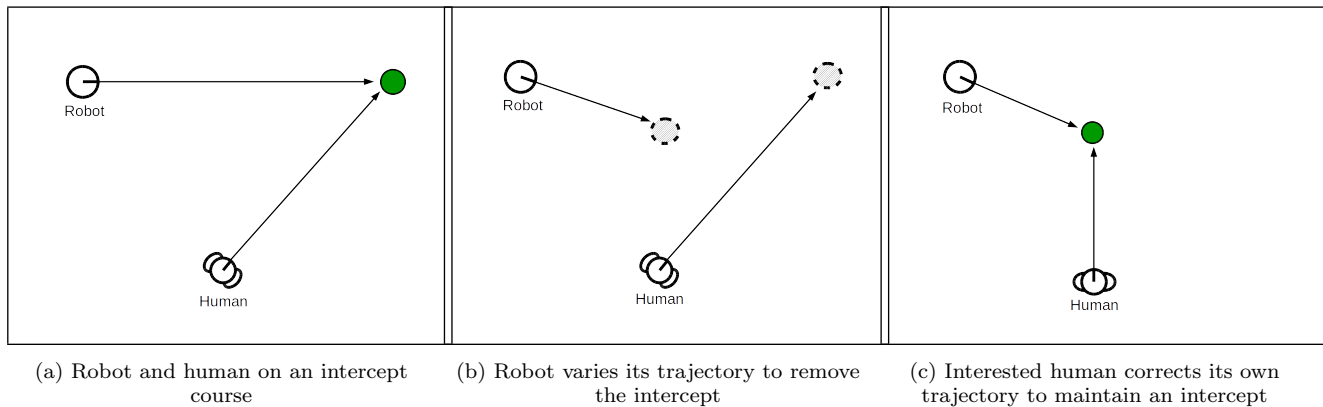 Robot
Human
Robot
Human
Robot
Human
(a) Robot and human on an intercept
course
(b) Robot varies its trajectory to remove
the intercept
(c) Interested human corrects its own
trajectory to maintain an intercept